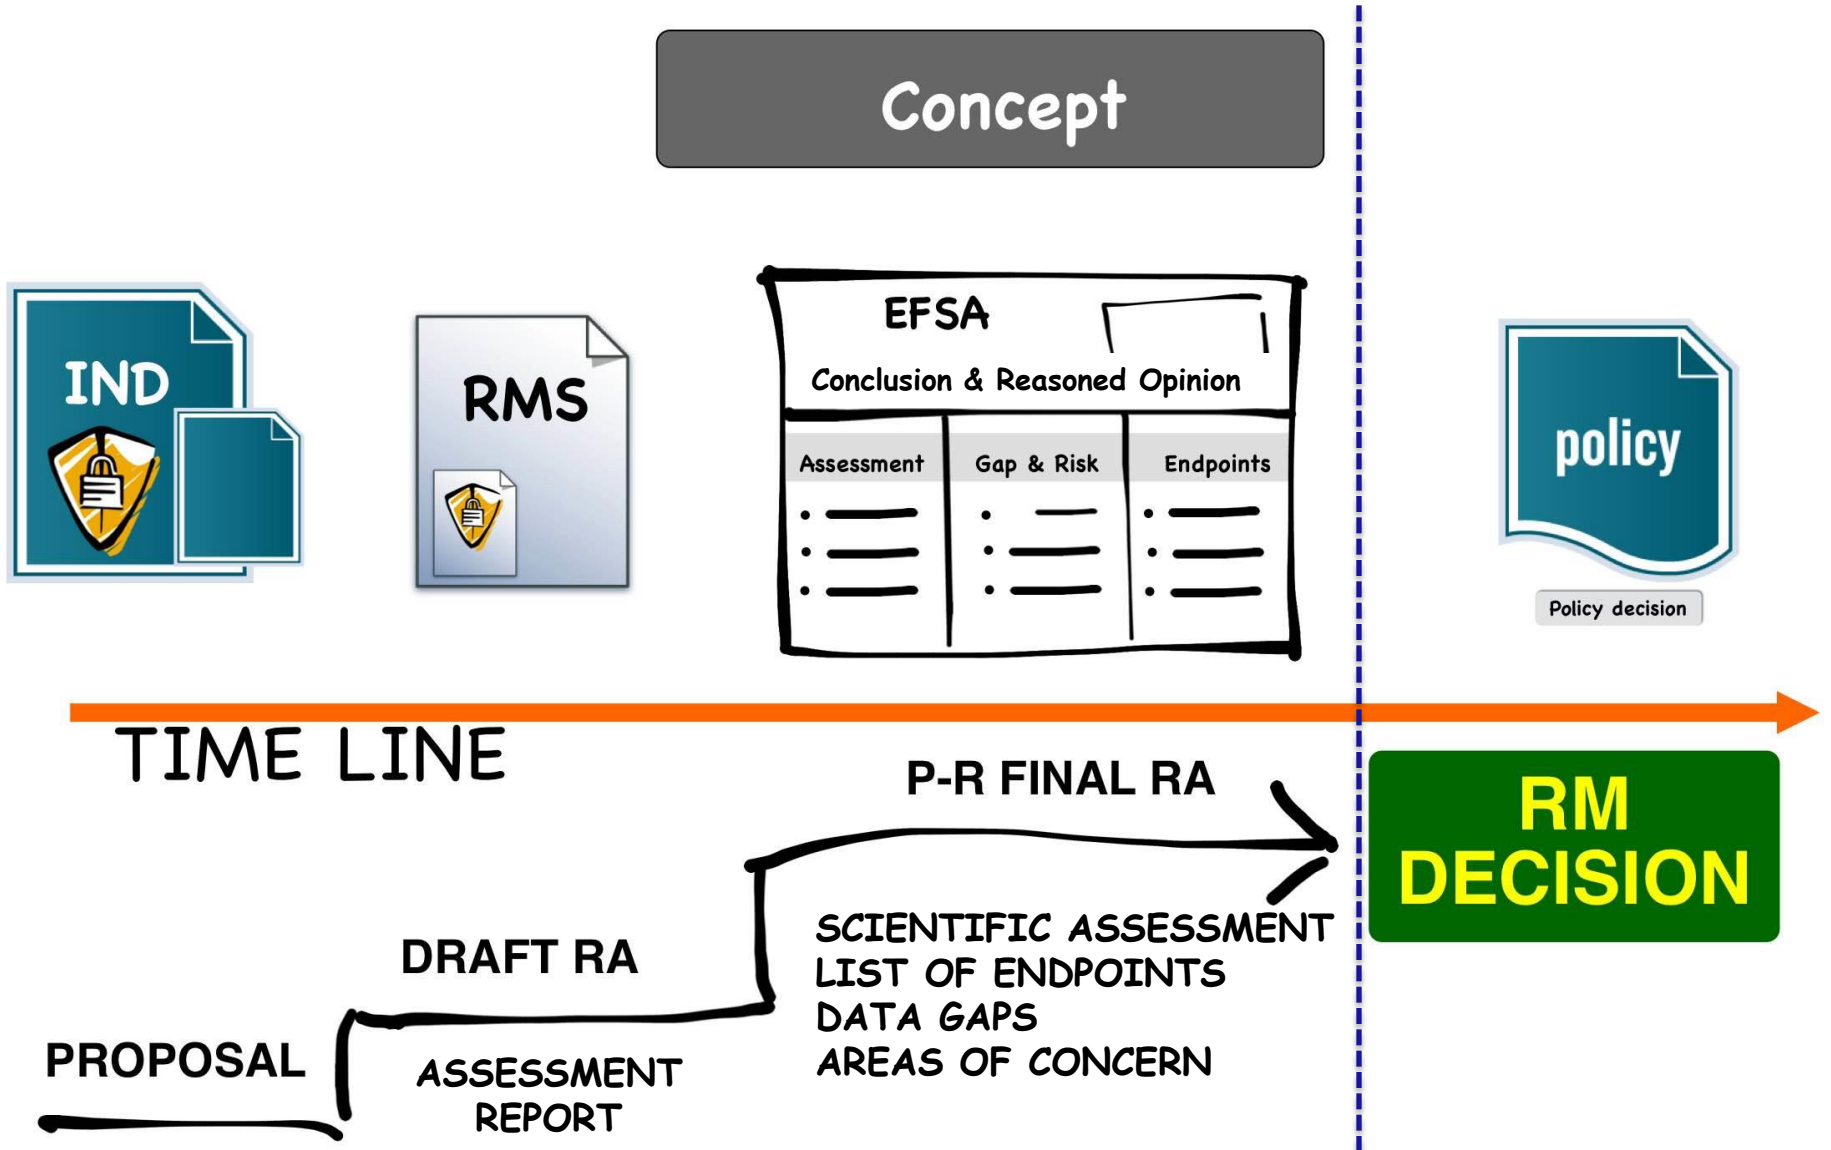 Concept
IND
RMS
EFSA
Conclusion & Reasoned Opinion
Assessment
Gap & Risk
Endpoints
policy
Policy decision
TIME LINE
P-R FINAL RA
RM
DECISION
SCIENTIFIC ASSESSMENT
LIST OF ENDPOINTS
DATA GAPS
AREAS OF CONCERN
DRAFT RA
ASSESSMENT
REPORT
PROPOSAL